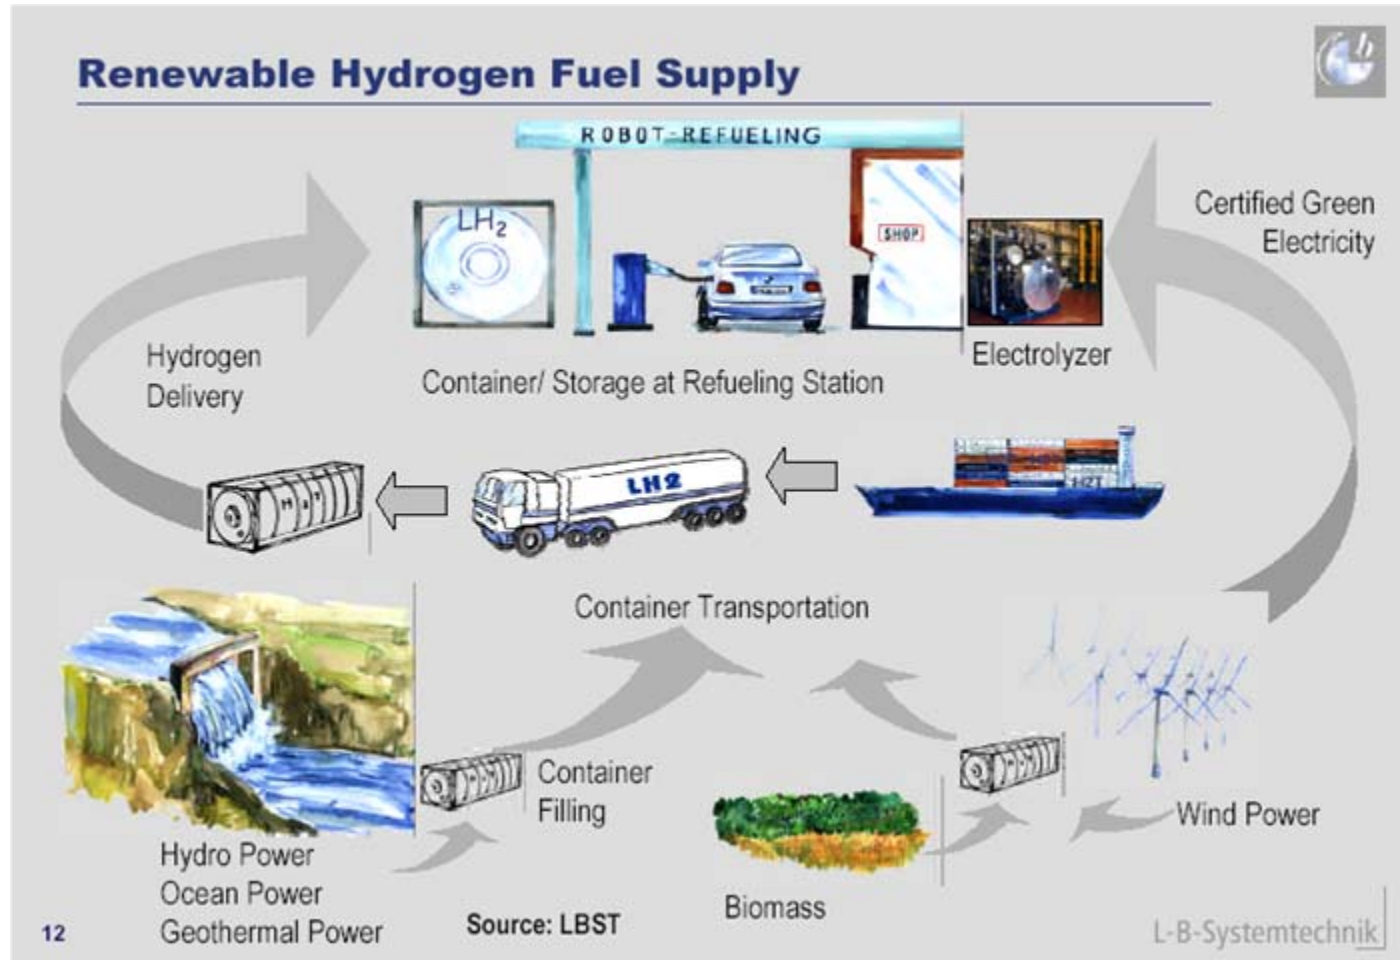 Renewable Hydrogen Fuel Supply
ROBOT-REFUELING
LH2
SHOP
Certified Green
Electricity
Hydrogen
Delivery
Electrolyzer
Container/ Storage at Refueling Station
LH2
Container Transportation
Container
Filling
Wind Power
Hydro Power
Ocean Power
Geothermal Power
Biomass
Source: LBST
12
L-B-Systemtechnik